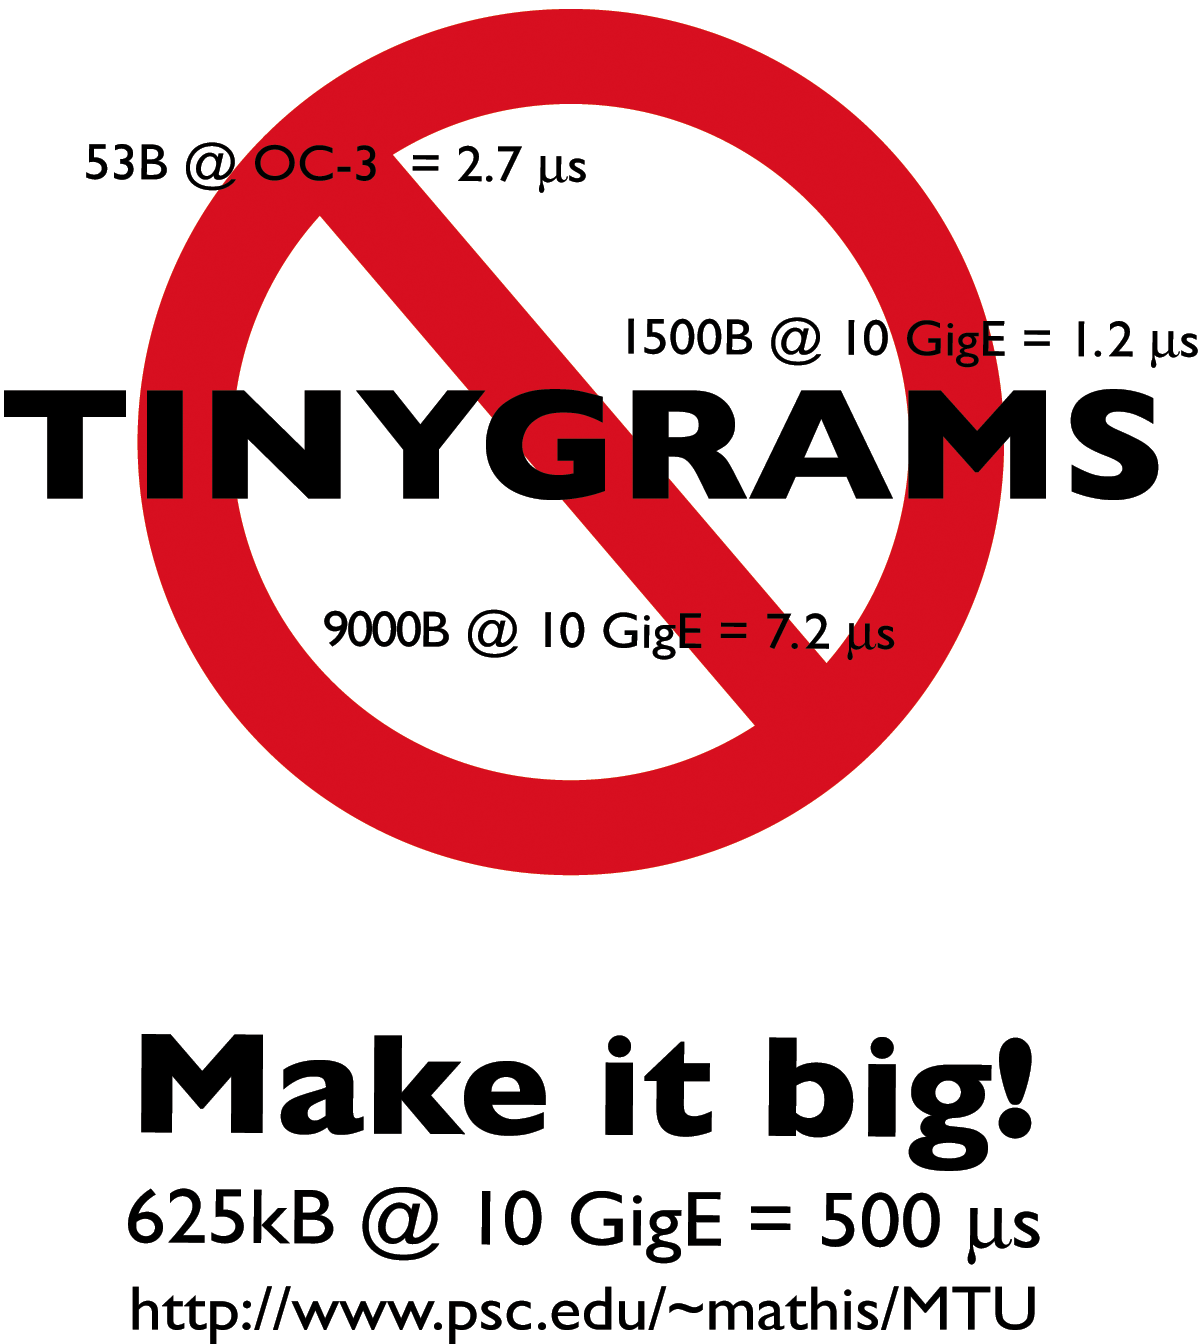 53B @ OC-3 = 2.7 μs
1500B @ 10 GigE = 1.2 μs
TINYGRAMS
9000B @ 10 GigE = 7.2 μs
Make it big!
625kB @ 10 GigE = 500 μs
http://www.psc.edu/~mathis/MTU